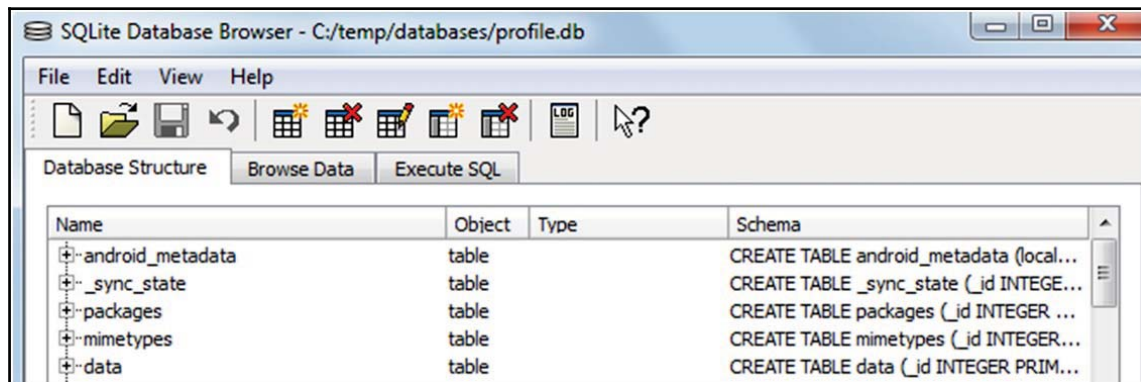 SQLite Database Browser - C:/temp/databases/profile.db
File Edit View Help
LOG
Database Structure Browse Data Execute SQL
Name Object Type Schema
android_metadata table CREATE TABLE android_metadata (local...
_sync_state table CREATE TABLE _sync_state (_id INTEGE...
packages table CREATE TABLE packages (_id INTEGER ...
mimetypes table CREATE TABLE mimetypes (_id INTEGER...
data table CREATE TABLE data (_id INTEGER PRIM...